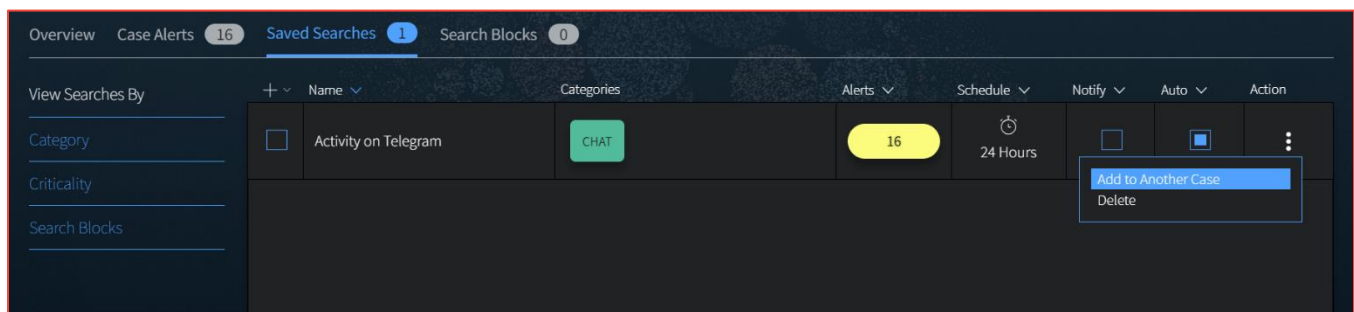 Overview Case Alerts 16 Saved Searches 1 Search Blocks 0
View Searches By
Category
Criticality
Search Blocks
Name Categories Alerts Schedule Notify Auto Action
Activity on Telegram CHAT 16 24 Hours
Add to Another Case
Delete